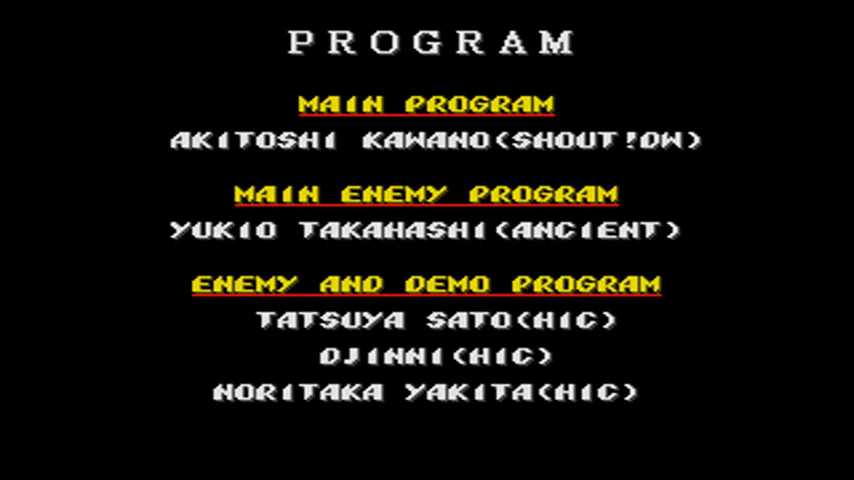 PROGRAM
MAIN PROGRAM
AKITOSHI KAWANO(SHOUT!DW)
MAIN ENEMY PROGRAM
YUKIO TAKAHASHI(ANCIENT)
ENEMY AND DEMO PROGRAM
TATSUYA SATO(HIC)
DJINNI(HIC)
NORITAKA YAKITA(HIC)